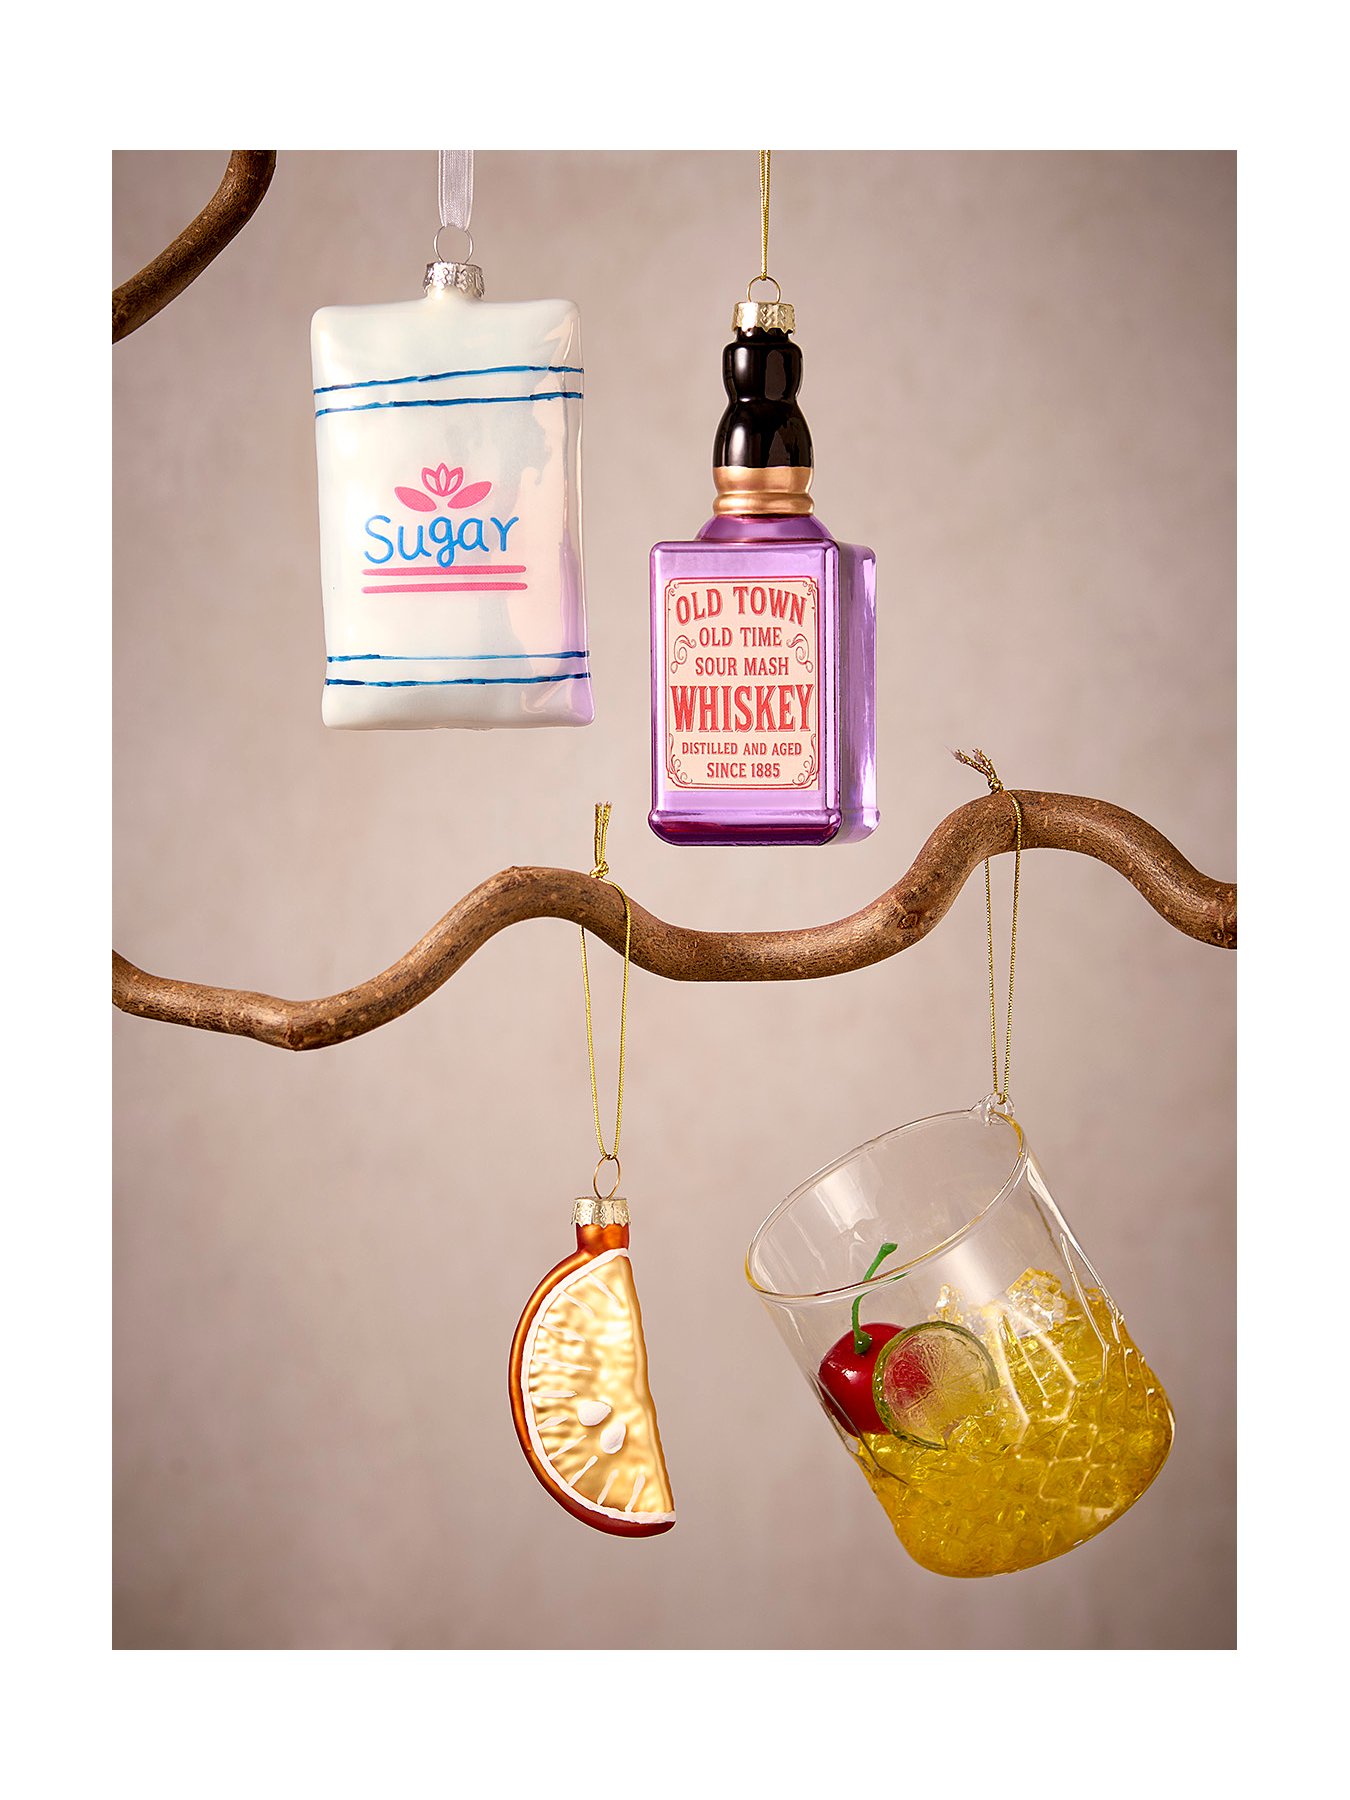 Sugar
OLD TOWN
OLD TIME
SOUR MASH
WHISKEY
DISTILLED AND AGED
SINCE 1885